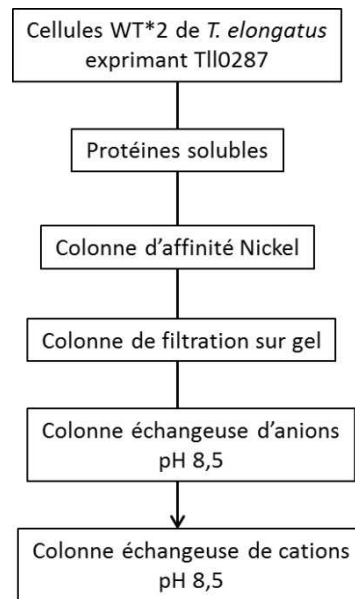 Cellules WT*2 de T. elongatus
exprimant Tll0287
Protéines solubles
Colonne d'affinité Nickel
Colonne de filtration sur gel
Colonne échangeuse d'anions
pH 8,5
Colonne échangeuse de cations
pH 8,5